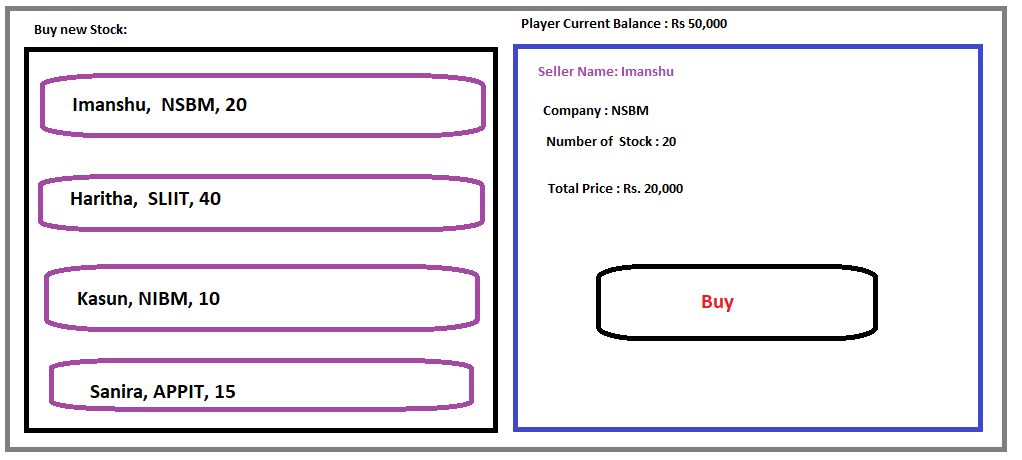 Buy new Stock:
Imanshu, NSBM, 20
Haritha, SLIIT, 40
Kasun, NIBM, 10
Sanira, APPIT, 15
Player Current Balance : Rs 50,000
Seller Name: Imanshu
Company : NSBM
Number of Stock : 20
Total Price : Rs. 20,000
Buy